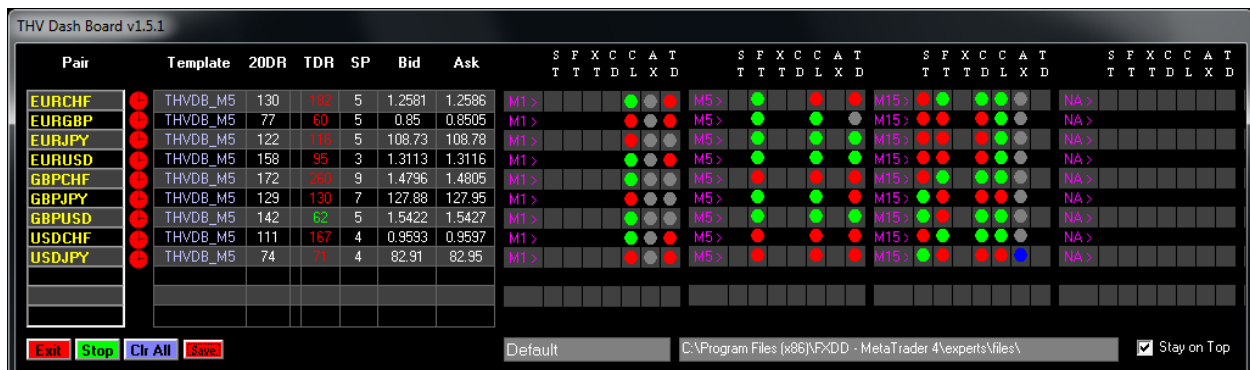 THV Dash Board v1.5.1
S F X C C A T S F X C C A T S F X C C A T S F X C C A T
Pair Template 20DR TDR SP Bid Ask
T T T D L X D T T T D L X D T T T D L X D T T T D L X D
EURCHF THVDB_M5 130 182 5 1.2581 1.2586 M1> M5> M15> NA>
EURGBP THVDB_M5 77 60 5 0.85 0.8505 M1> M5> M15> NA>
EURJPY THVDB_M5 122 116 5 108.73 108.78 M1> M5> M15> NA>
EURUSD THVDB_M5 158 95 3 1.3113 1.3116 M1> M5> M15> NA>
GBPCHF THVDB_M5 172 260 9 1.4796 1.4805 M1> M5> M15> NA>
GBPJPY THVDB_M5 129 130 7 127.88 127.95 M1> M5> M15> NA>
GBPUSD THVDB_M5 142 62 5 1.5422 1.5427 M1> M5> M15> NA>
USDCHF THVDB_M5 111 167 4 0.9593 0.9597 M1> M5> M15> NA>
USDJPY THVDB_M5 74 71 4 82.91 82.95 M1> M5> M15> NA>
Exit Stop Clr All Save Default C:\Program Files (x86)\FXDD - MetaTrader 4\experts\files\ Stay on Top